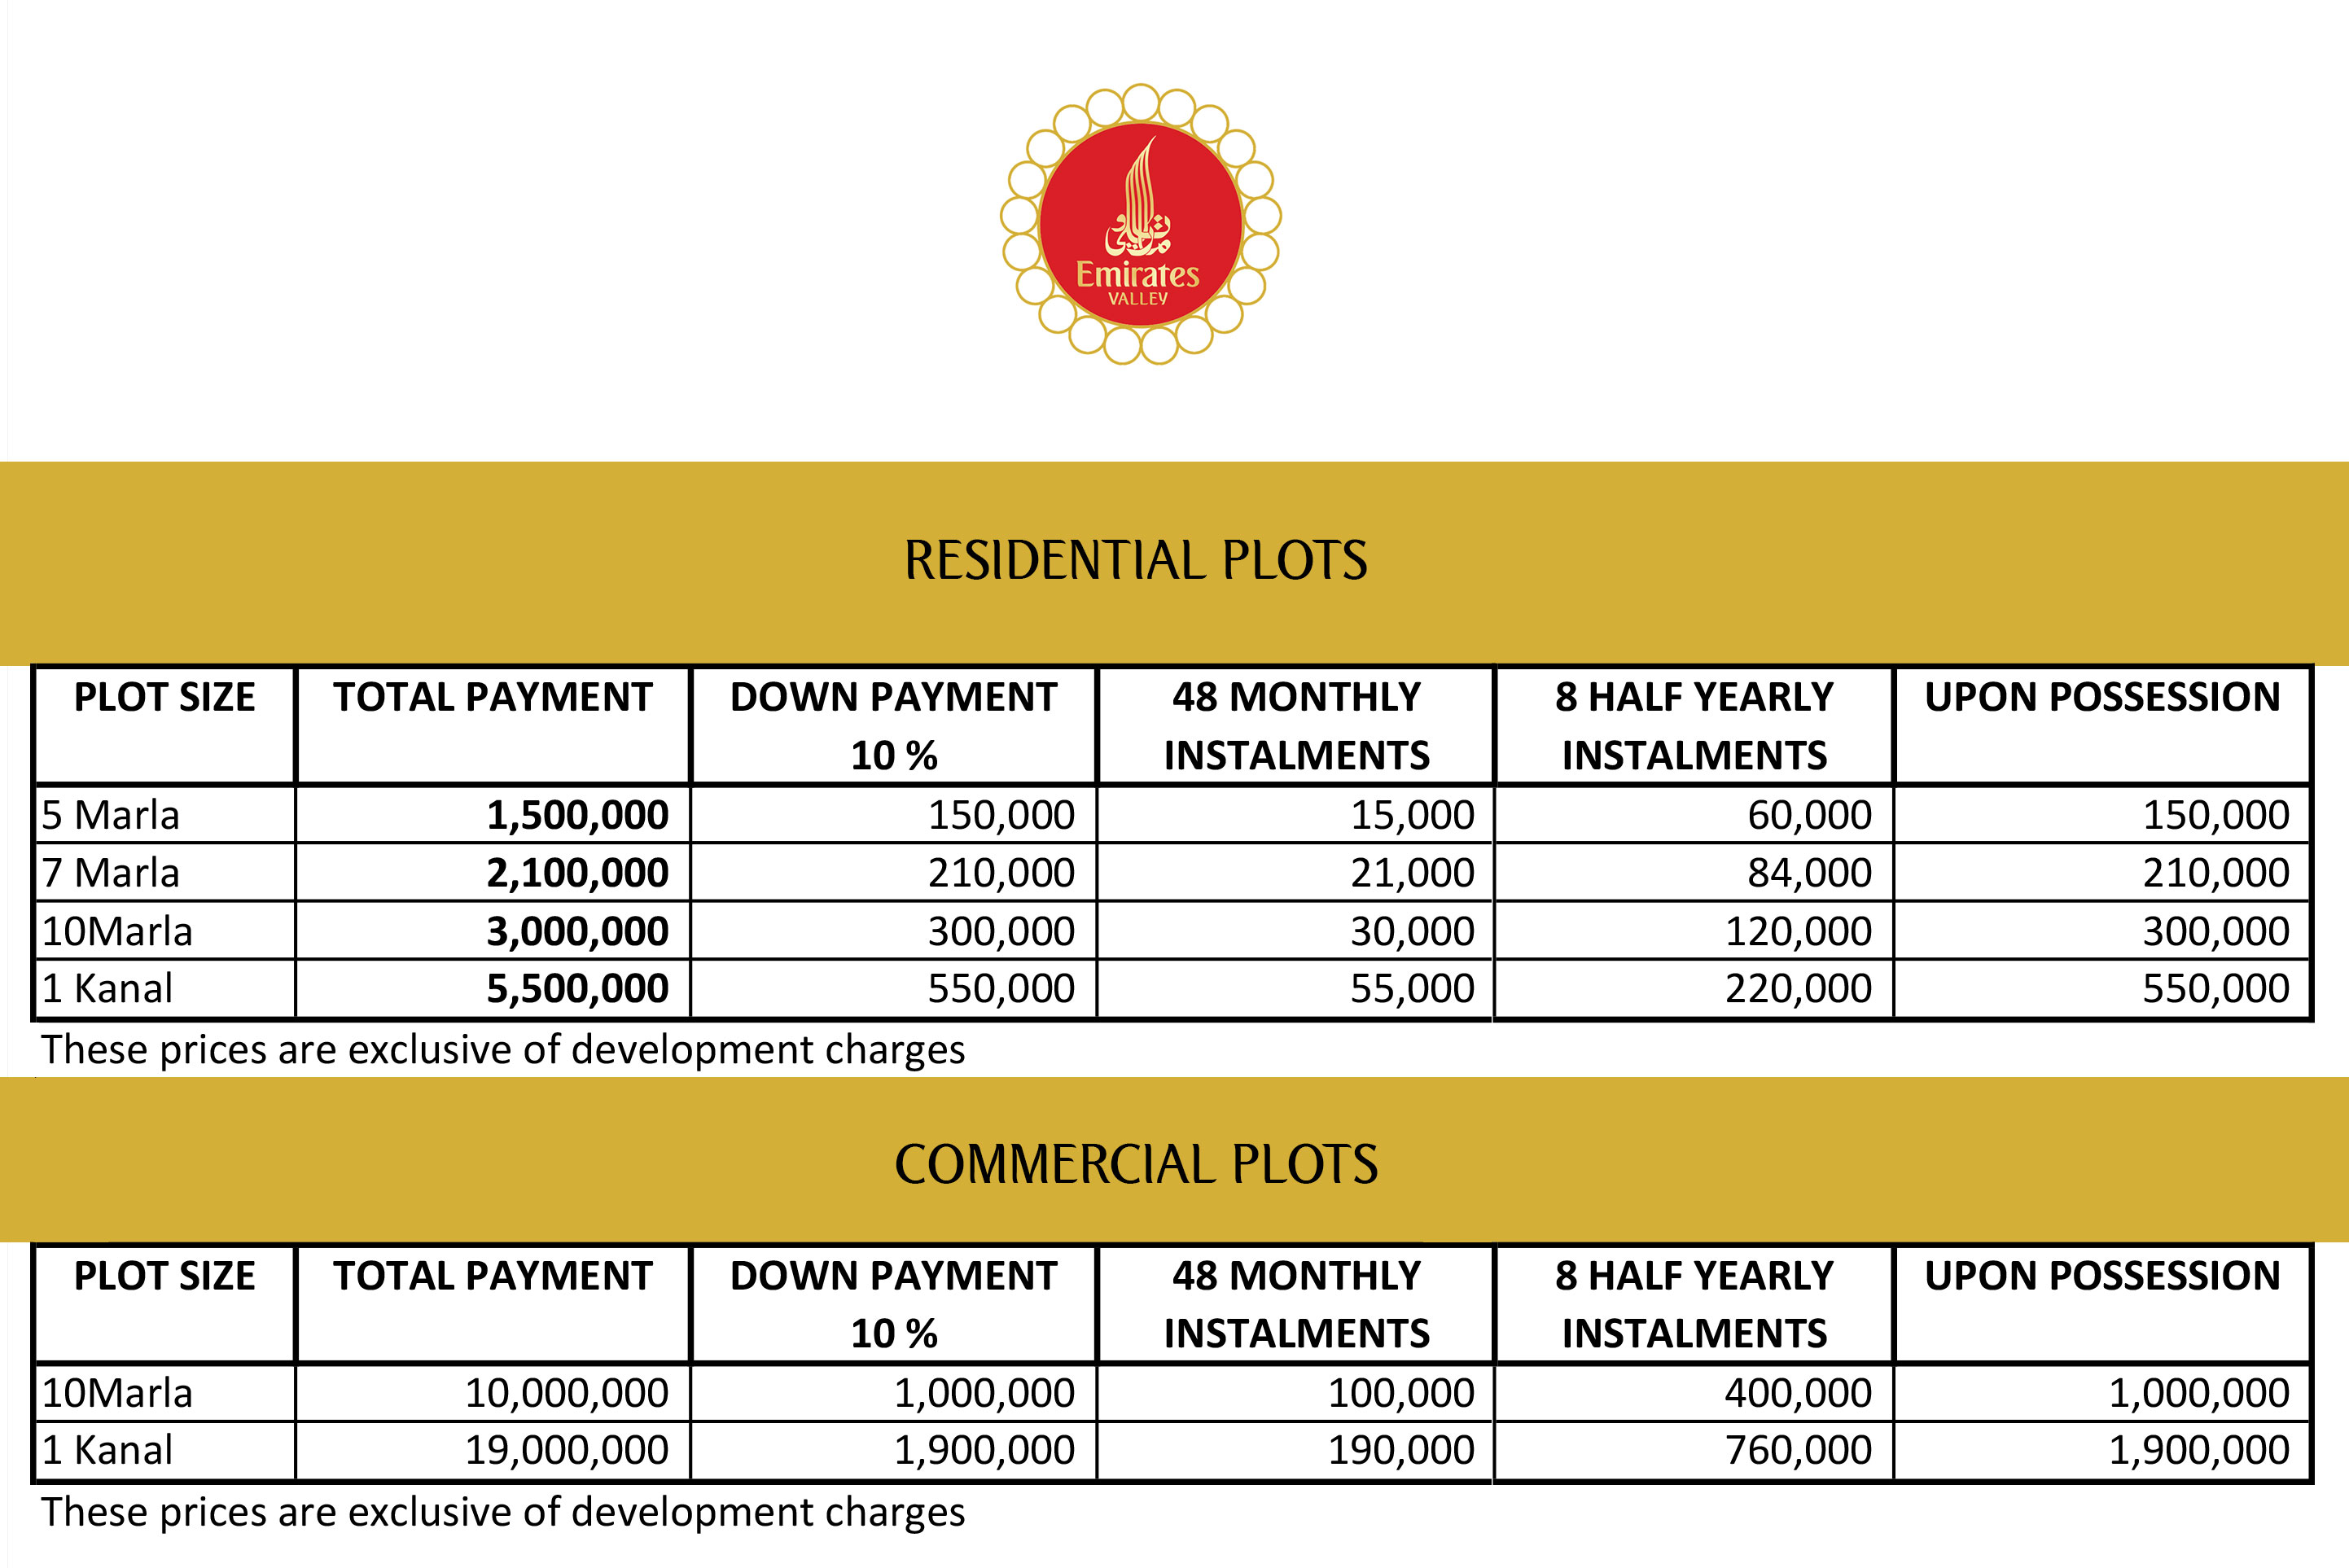 Emirates
VALLEY
RESIDENTIAL PLOTS
PLOT SIZE TOTAL PAYMENT DOWN PAYMENT 10 % 48 MONTHLY INSTALMENTS 8 HALF YEARLY INSTALMENTS UPON POSSESSION
5 Marla 1,500,000 150,000 15,000 60,000 150,000
7 Marla 2,100,000 210,000 21,000 84,000 210,000
10Marla 3,000,000 300,000 30,000 120,000 300,000
1 Kanal 5,500,000 550,000 55,000 220,000 550,000
These prices are exclusive of development charges
COMMERCIAL PLOTS
PLOT SIZE TOTAL PAYMENT DOWN PAYMENT 10 % 48 MONTHLY INSTALMENTS 8 HALF YEARLY INSTALMENTS UPON POSSESSION
10Marla 10,000,000 1,000,000 100,000 400,000 1,000,000
1 Kanal 19,000,000 1,900,000 190,000 760,000 1,900,000
These prices are exclusive of development charges